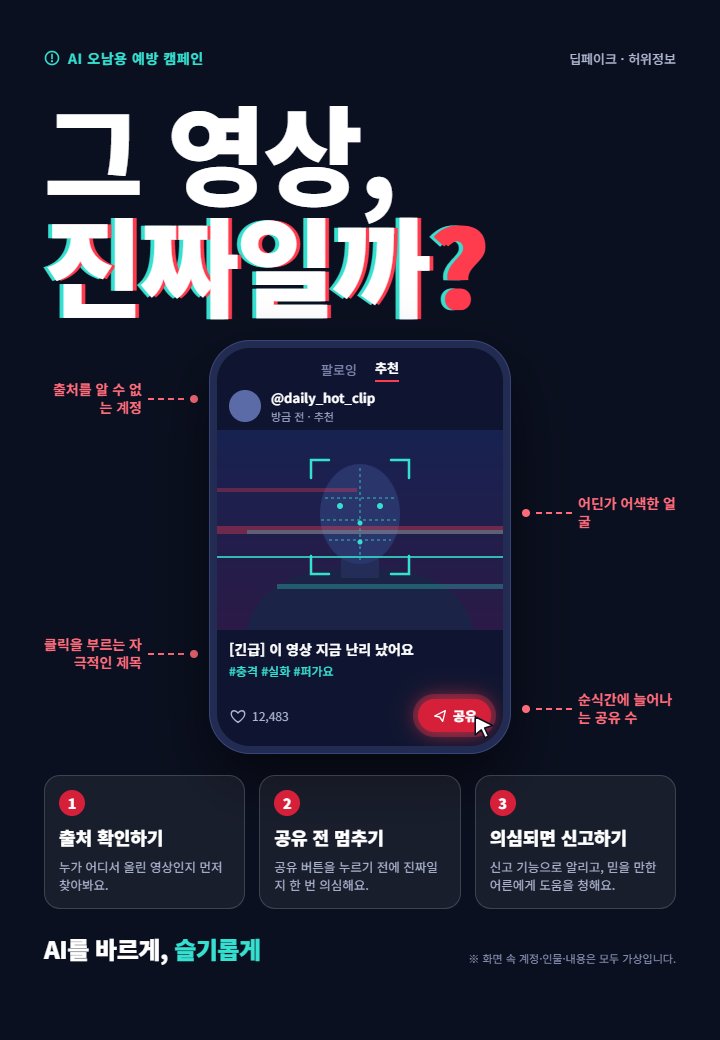 AI 오남용 예방 캠페인
딥페이크 · 허위정보
그 영상,
진짜일까?
팔로잉 추천
@daily_hot_clip
방금 전 · 추천
출처를 알 수 없
는 계정
어딘가 어색한 얼
굴
클릭을 부르는 자
극적인 제목
[긴급] 이 영상 지금 난리 났어요
#충격 #실화 #퍼가요
12,483
공유
순식간에 늘어나
는 공유 수
1
출처 확인하기
누가 어디서 올린 영상인지 먼저
찾아봐요.
2
공유 전 멈추기
공유 버튼을 누르기 전에 진짜일
지 한 번 의심해요.
3
의심되면 신고하기
신고 기능으로 알리고, 믿을 만한
어른에게 도움을 청해요.
AI를 바르게, 슬기롭게
※ 화면 속 계정·인물·내용은 모두 가상입니다.